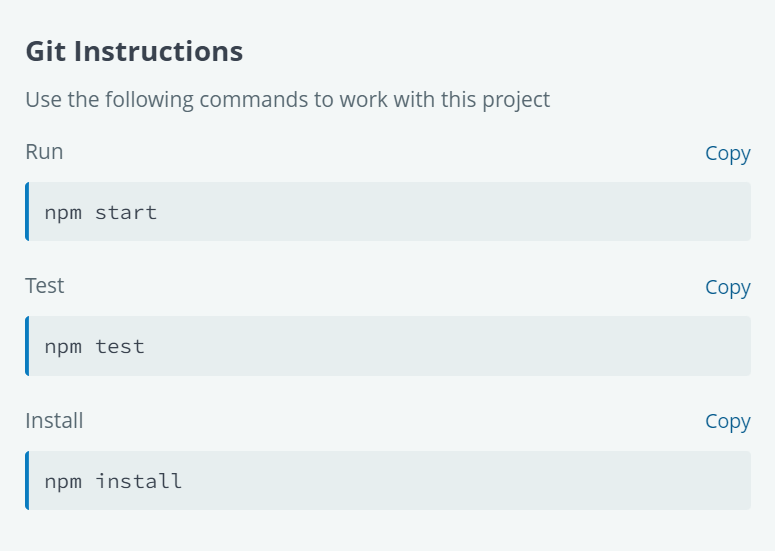 Git Instructions
Use the following commands to work with this project
Run
Copy
npm start
Test
Copy
npm test
Install
Copy
npm install